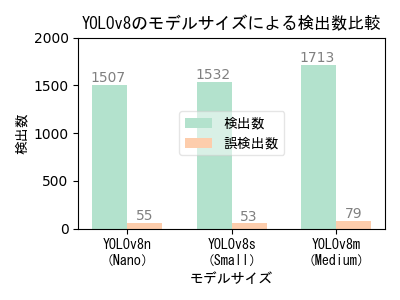 YOLOv8のモデルサイズによる検出数比較
検出数
2000
1500
1000
500
0
1507
55
1532
53
1713
79
検出数
誤検出数
YOLOv8n
(Nano)
YOLOv8s
(Small)
YOLOv8m
(Medium)
モデルサイズ